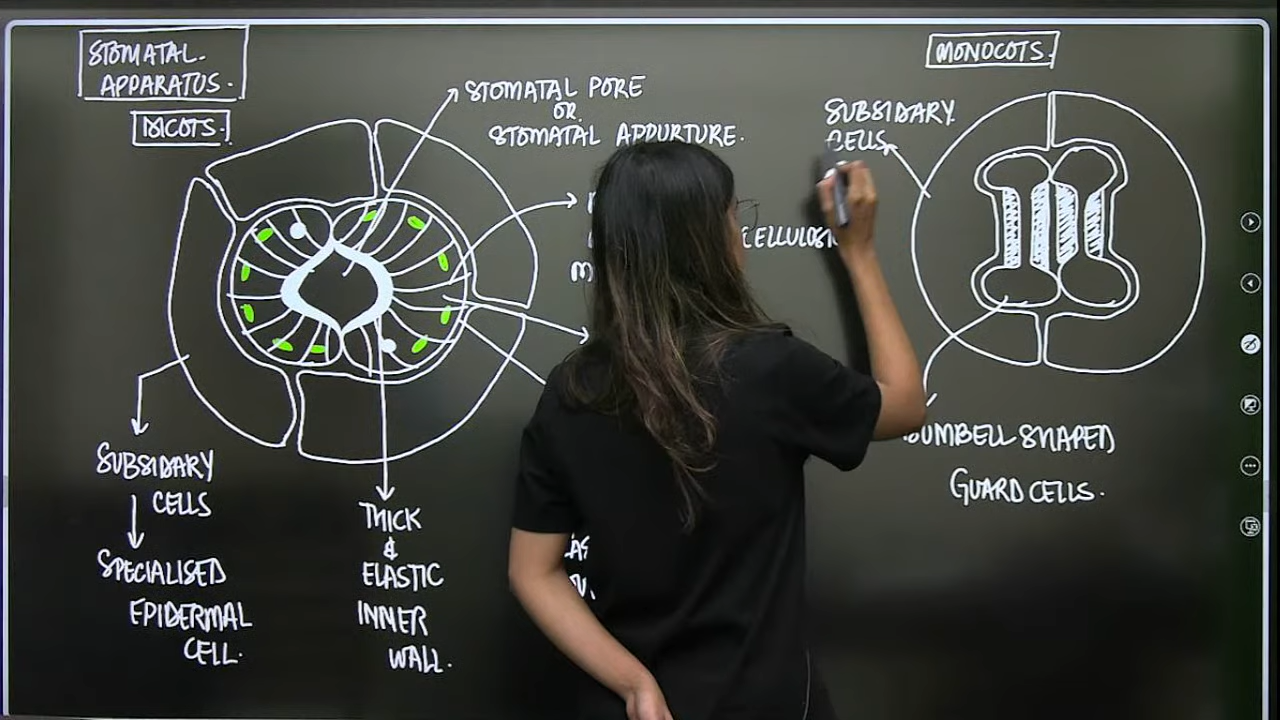 STOMATAL
APPARATUS.
DICOTS.
STOMATAL PORE
OR
STOMATAL APPURTURE.
CELLULOSIC
SUBSIDARY
CELLS
SPECIALISED
EPIDERMAL
CELL.
THICK
&
ELASTIC
INNER
WALL.
MONOCOTS.
SUBSIDARY
CELLS
DUMBELL SHAPED
GUARD CELLS.